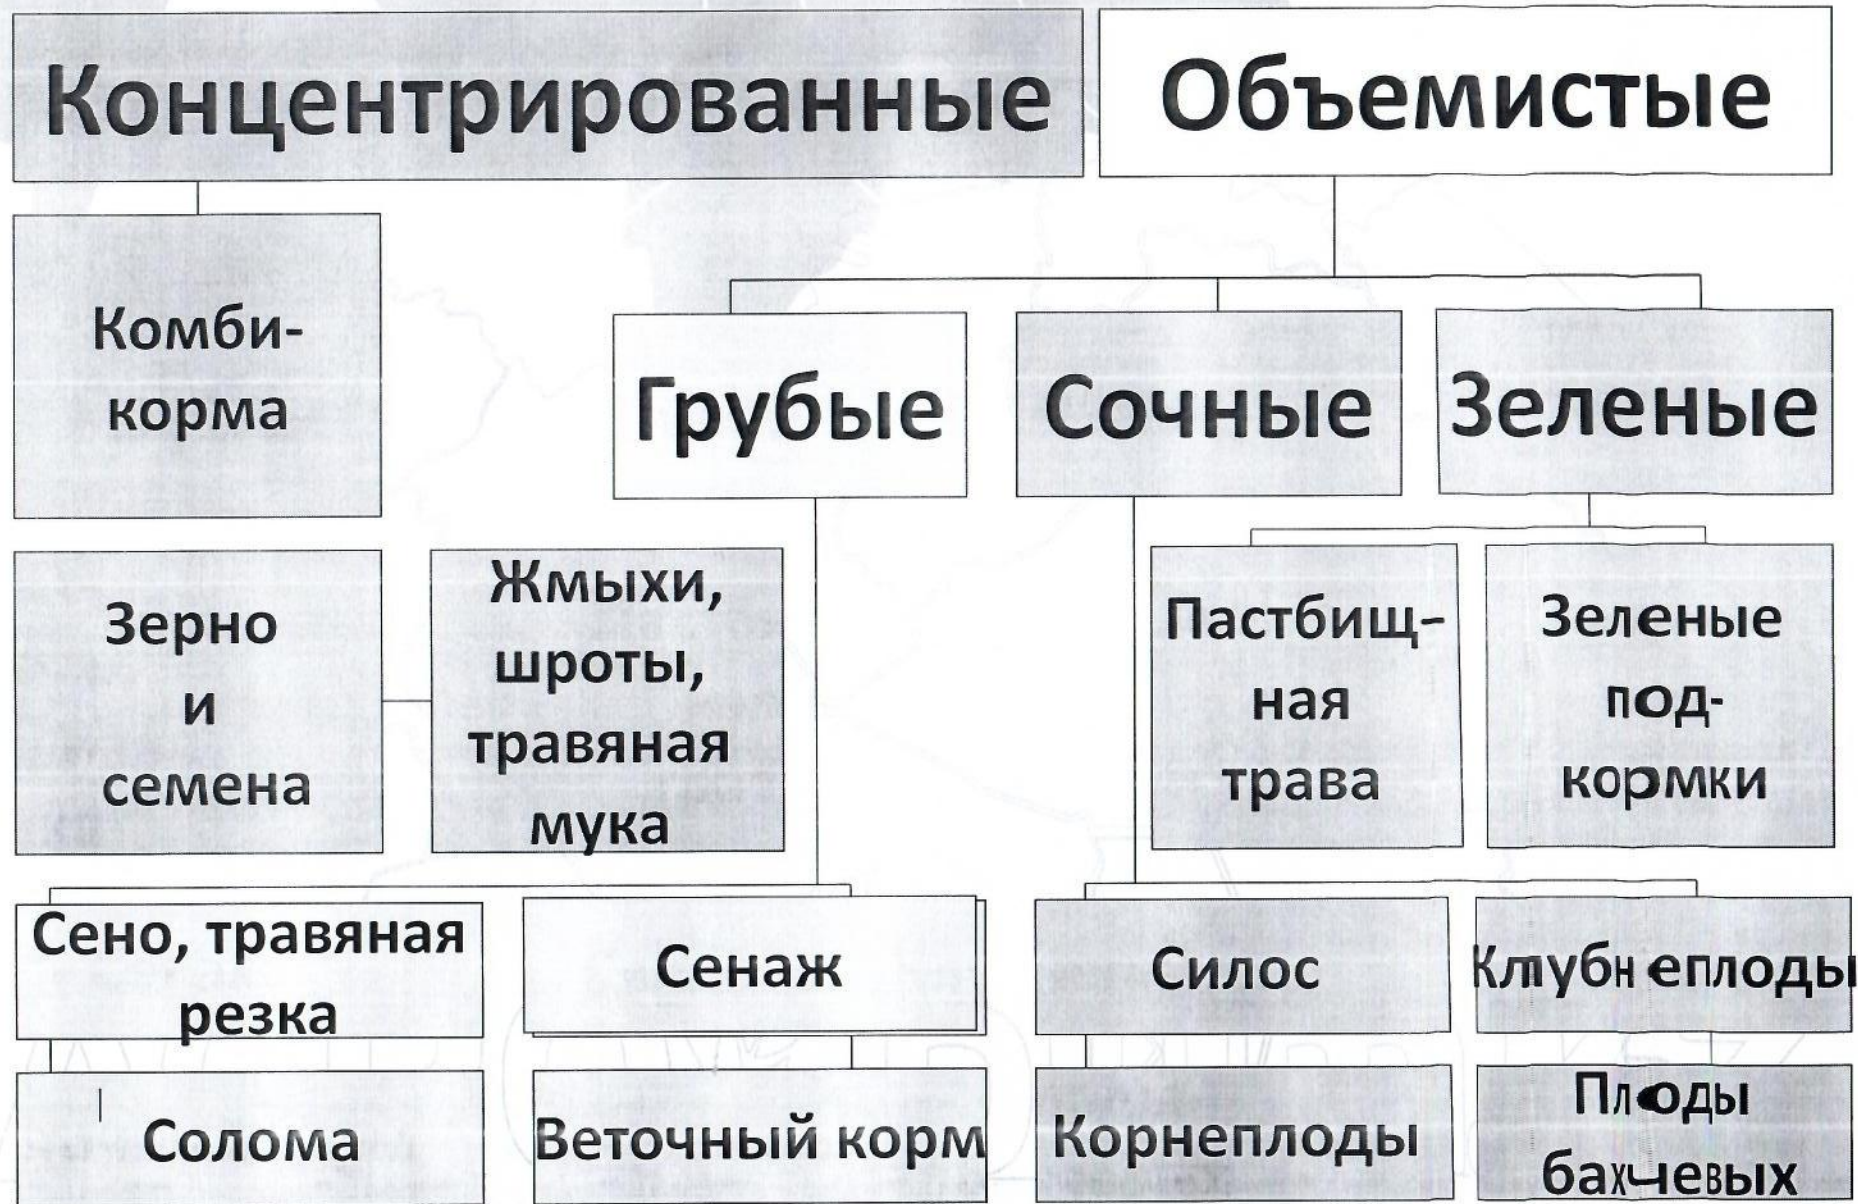 Концентрированные
Объемистые
Комби-
корма
Грубые
Сочные
Зеленые
Зерно
и
семена
Жмыхи,
шроты,
травяная
мука
Пастбищ-
ная
трава
Зеленые
под-
кормки
Сено, травяная
резка
Сенаж
Силос
Клубнеплоды
Солома
Веточный корм
Корнеплоды
Плоды
бахчевых